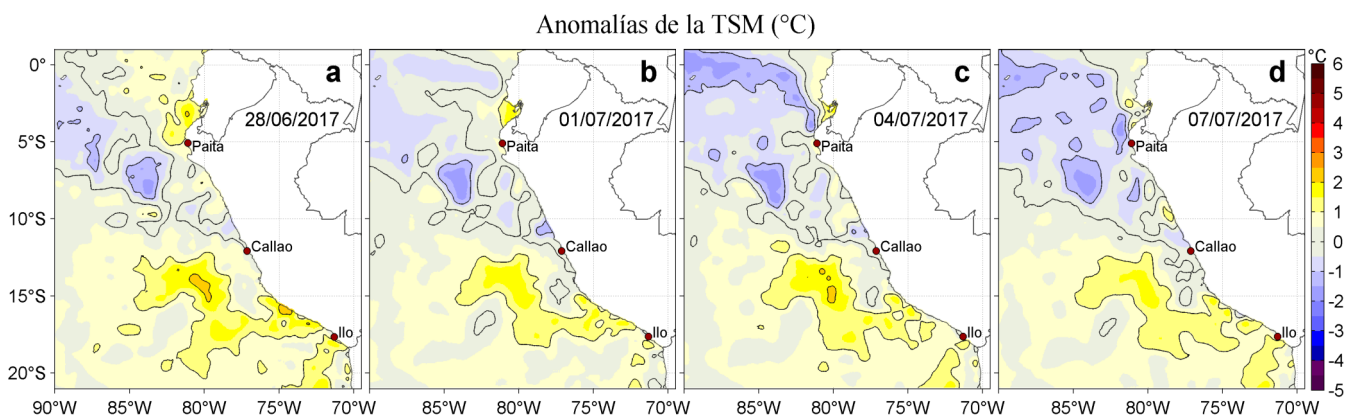 Anomalías de la TSM (°C)
a
28/06/2017
Paita
Callao
Ilo
b
01/07/2017
Paita
Callao
Ilo
c
04/07/2017
Paita
Callao
Ilo
d
07/07/2017
Paita
Callao
Ilo
0°
5°S
10°S
15°S
20°S
90°W 85°W 80°W 75°W 70°W
85°W 80°W 75°W 70°W
85°W 80°W 75°W 70°W
85°W 80°W 75°W 70°W
°C
6
5
4
3
2
1
0
-1
-2
-3
-4
-5